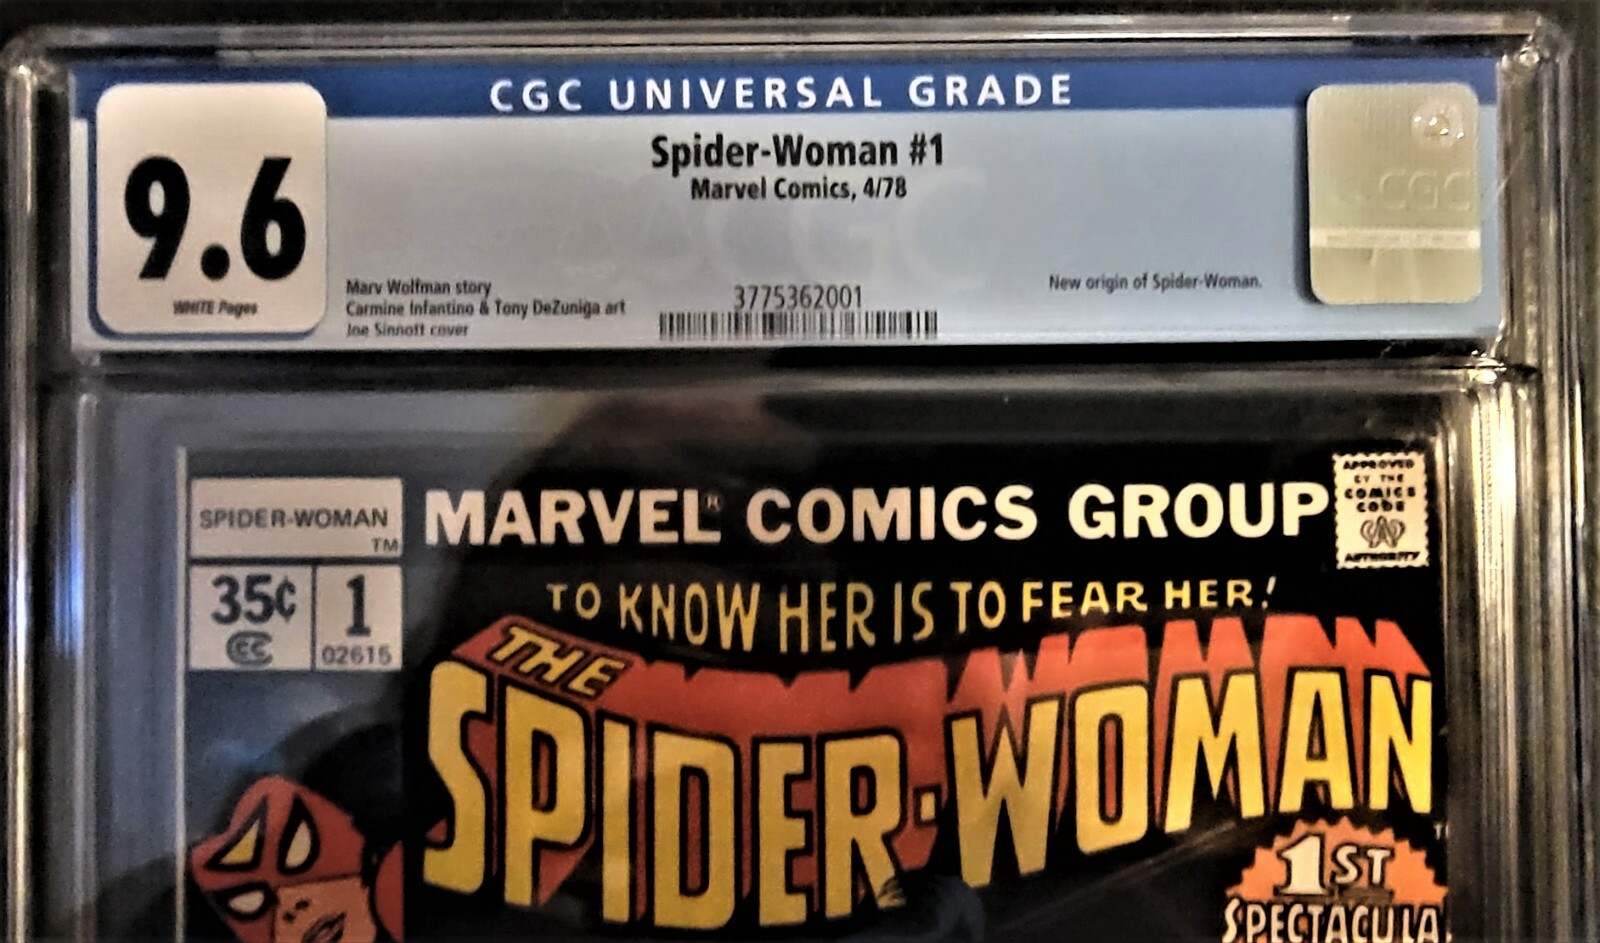 CGC UNIVERSAL GRADE
9.6
WHITE Pages
Spider-Woman #1
Marvel Comics, 4/78
Marv Wolfman story
Carmine Infantino & Tony DeZuniga art
Joe Sinnott cover
3775362001
New origin of Spider-Woman.
CGC
SPIDER-WOMAN
TM
35¢
1
CC
02615
MARVEL® COMICS GROUP
APPROVED
BY THE
COMICS
CODE
AUTHORITY
TO KNOW HER IS TO FEAR HER!
THE
SPIDER-WOMAN
1ST
SPECTACULA